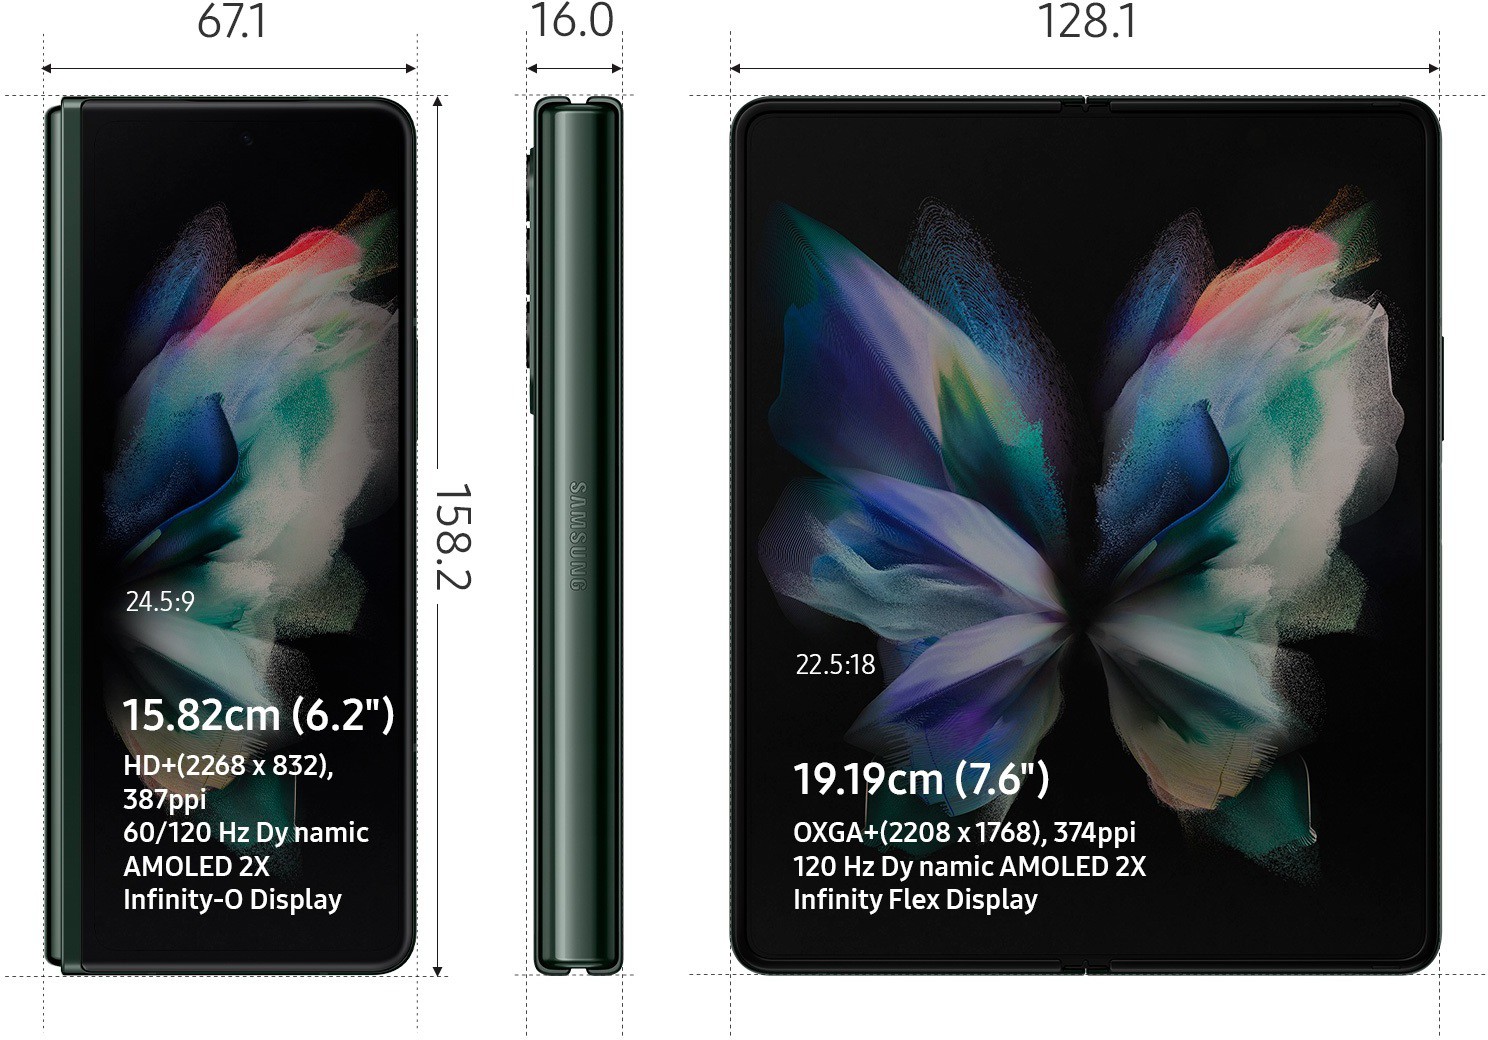 67.1
16.0
128.1
158.2
SAMSUNG
24.5:9
15.82cm (6.2")
HD+(2268 x 832),
387ppi
60/120 Hz Dy namic
AMOLED 2X
Infinity-O Display
22.5:18
19.19cm (7.6")
QXGA+(2208 x 1768), 374ppi
120 Hz Dy namic AMOLED 2X
Infinity Flex Display